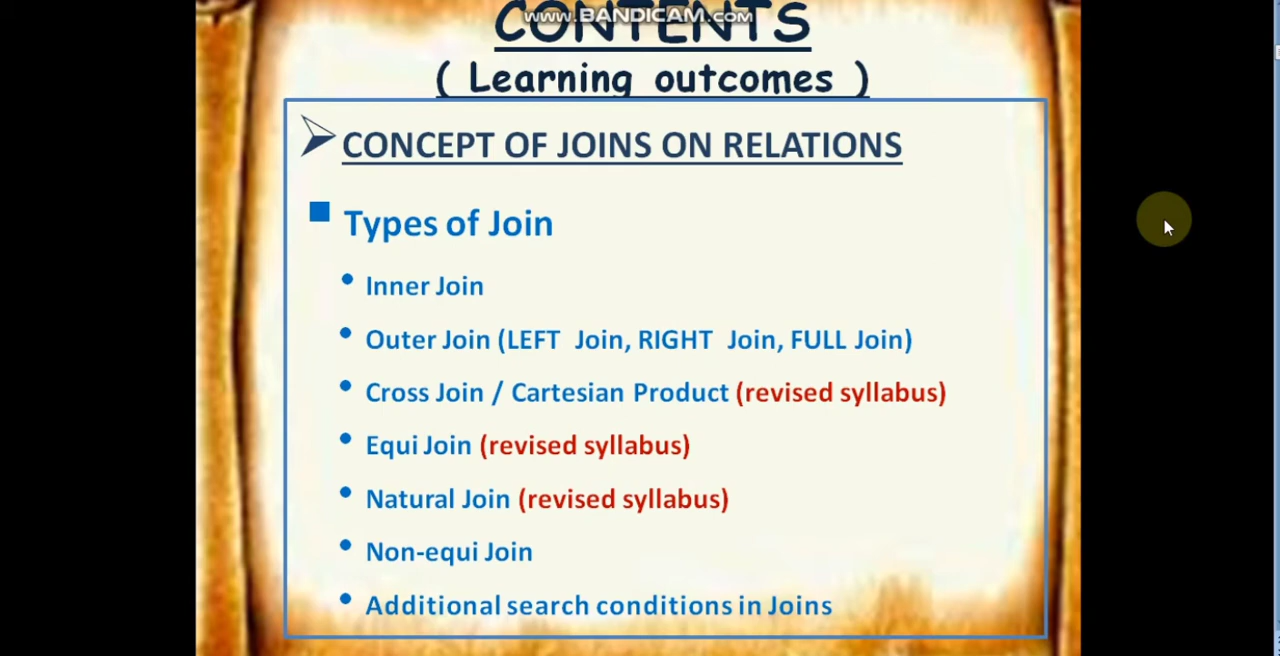 www.BANDICAM.com
CONTENTS
( Learning outcomes )
CONCEPT OF JOINS ON RELATIONS
Types of Join
Inner Join
Outer Join (LEFT Join, RIGHT Join, FULL Join)
Cross Join / Cartesian Product (revised syllabus)
Equi Join (revised syllabus)
Natural Join (revised syllabus)
Non-equi Join
Additional search conditions in Joins